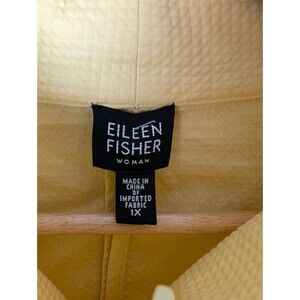 EILEEN
FISHER
WOMAN
MADE IN
CHINA
OF
IMPORTED
FABRIC
1X